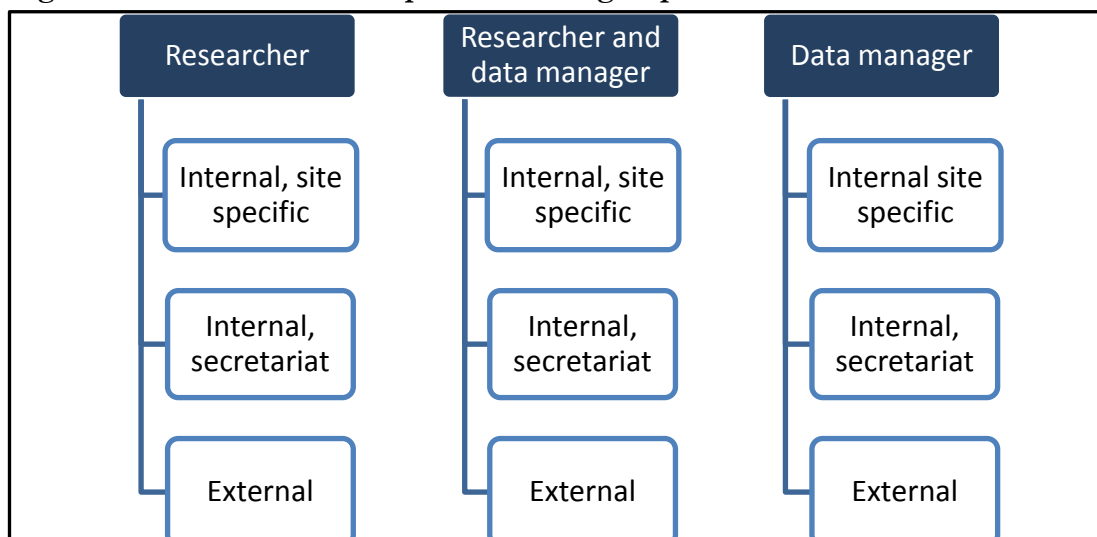 Researcher
Researcher and
data manager
Data manager
Internal, site
specific
Internal, site
specific
Internal site
specific
Internal,
secretariat
Internal,
secretariat
Internal,
secretariat
External
External
External